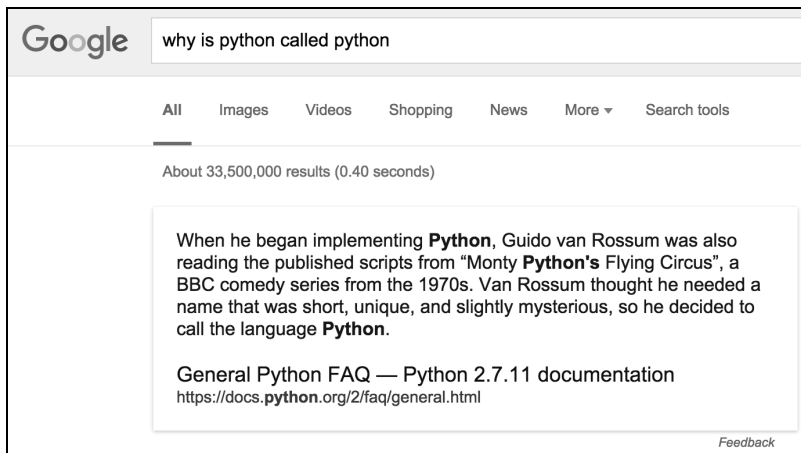 Google
why is python called python
All Images Videos Shopping News More Search tools
About 33,500,000 results (0.40 seconds)
When he began implementing Python, Guido van Rossum was also
reading the published scripts from “Monty Python's Flying Circus”, a
BBC comedy series from the 1970s. Van Rossum thought he needed a
name that was short, unique, and slightly mysterious, so he decided to
call the language Python.
General Python FAQ — Python 2.7.11 documentation
https://docs.python.org/2/faq/general.html
Feedback